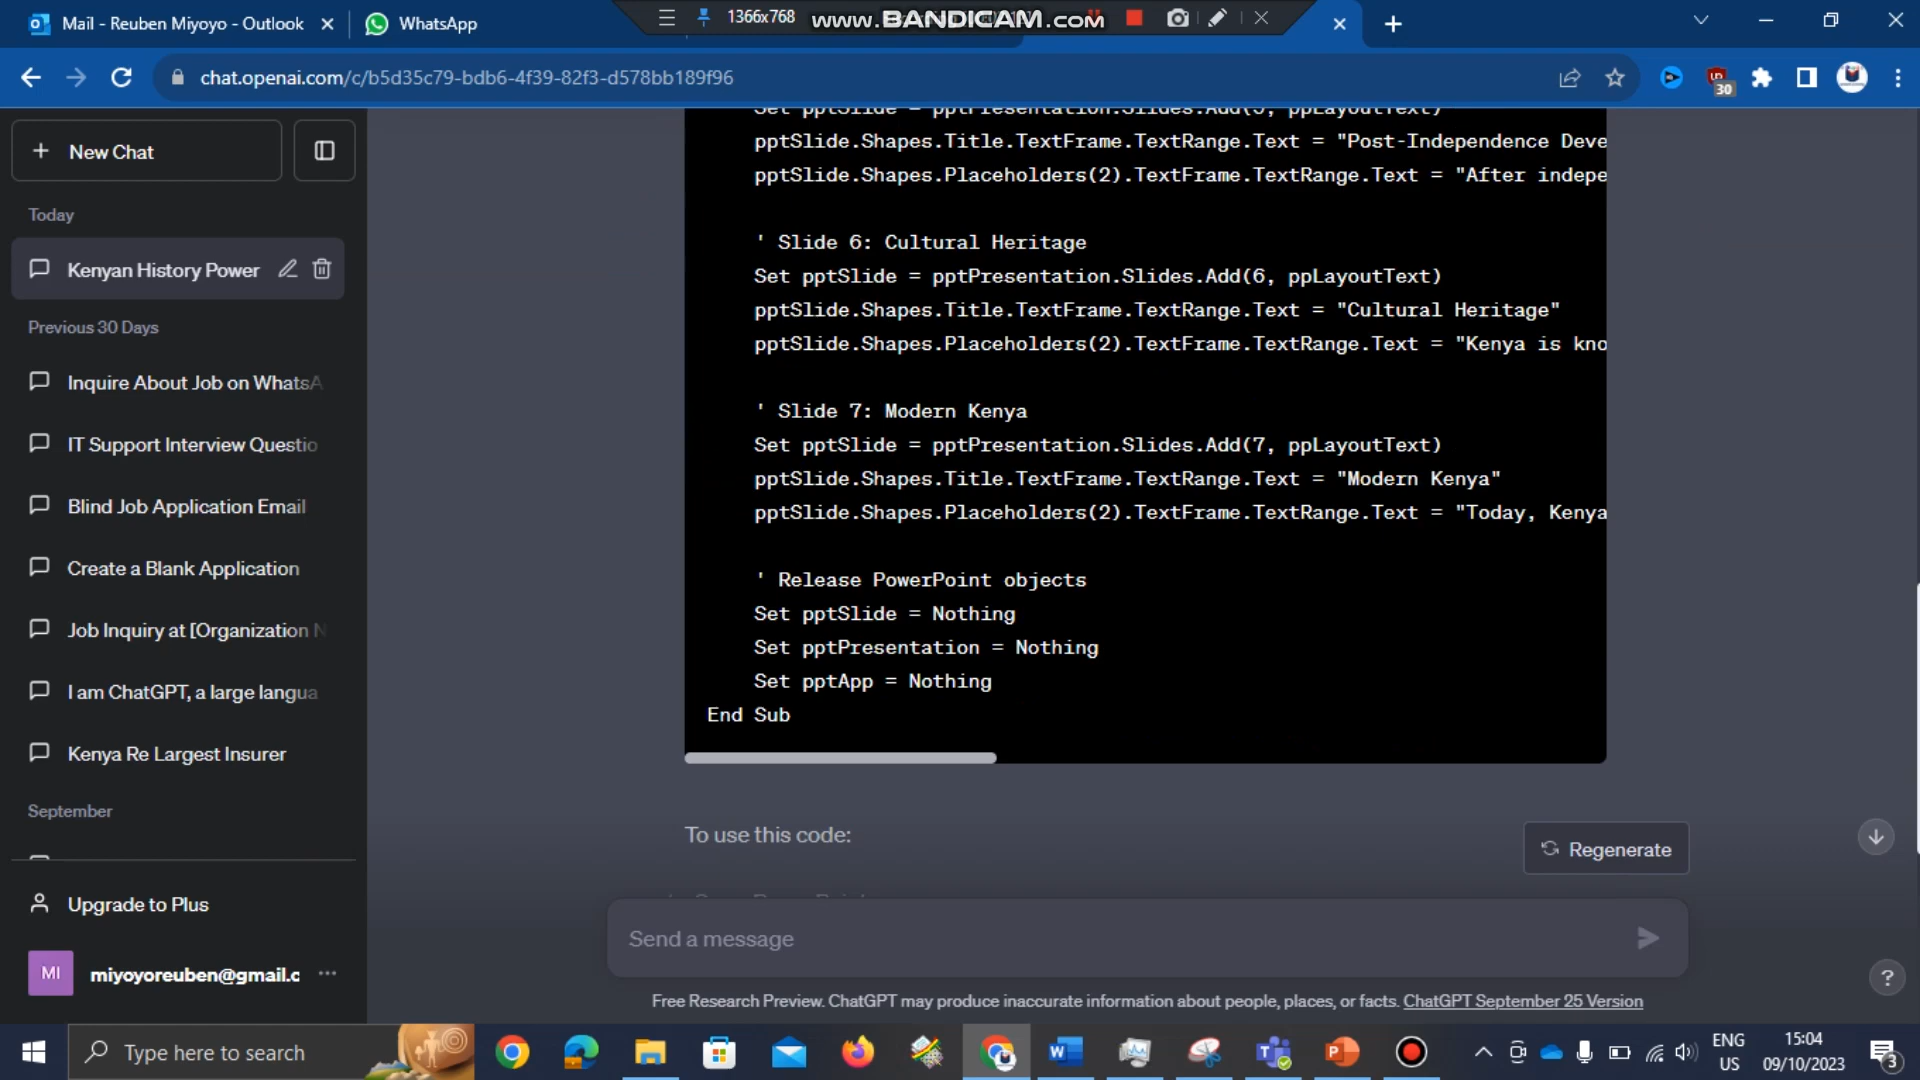 Mail - Reuben Miyoyo - Outlook
WhatsApp
1366x768
www.BANDICAM.com
chat.openai.com/c/b5d35c79-bdb6-4f39-82f3-d578bb189f96
30
New Chat
Today
Kenyan History Power
Previous 30 Days
Inquire About Job on WhatsA
IT Support Interview Questio
Blind Job Application Email
Create a Blank Application
Job Inquiry at [Organization N
I am ChatGPT, a large langua
Kenya Re Largest Insurer
September
Upgrade to Plus
MI
miyoyoreuben@gmail.c
Set pptSlide = pptPresentation.Slides.Add(5, ppLayoutText)
pptSlide.Shapes.Title.TextFrame.TextRange.Text = "Post-Independence Deve
pptSlide.Shapes.Placeholders(2).TextFrame.TextRange.Text = "After indepe
' Slide 6: Cultural Heritage
Set pptSlide = pptPresentation.Slides.Add(6, ppLayoutText)
pptSlide.Shapes.Title.TextFrame.TextRange.Text = "Cultural Heritage"
pptSlide.Shapes.Placeholders(2).TextFrame.TextRange.Text = "Kenya is kno
' Slide 7: Modern Kenya
Set pptSlide = pptPresentation.Slides.Add(7, ppLayoutText)
pptSlide.Shapes.Title.TextFrame.TextRange.Text = "Modern Kenya"
pptSlide.Shapes.Placeholders(2).TextFrame.TextRange.Text = "Today, Kenya
' Release PowerPoint objects
Set pptSlide = Nothing
Set pptPresentation = Nothing
Set pptApp = Nothing
End Sub
To use this code:
Regenerate
Send a message
?
Free Research Preview. ChatGPT may produce inaccurate information about people, places, or facts. ChatGPT September 25 Version
Type here to search
ENG
US
15:04
09/10/2023
3